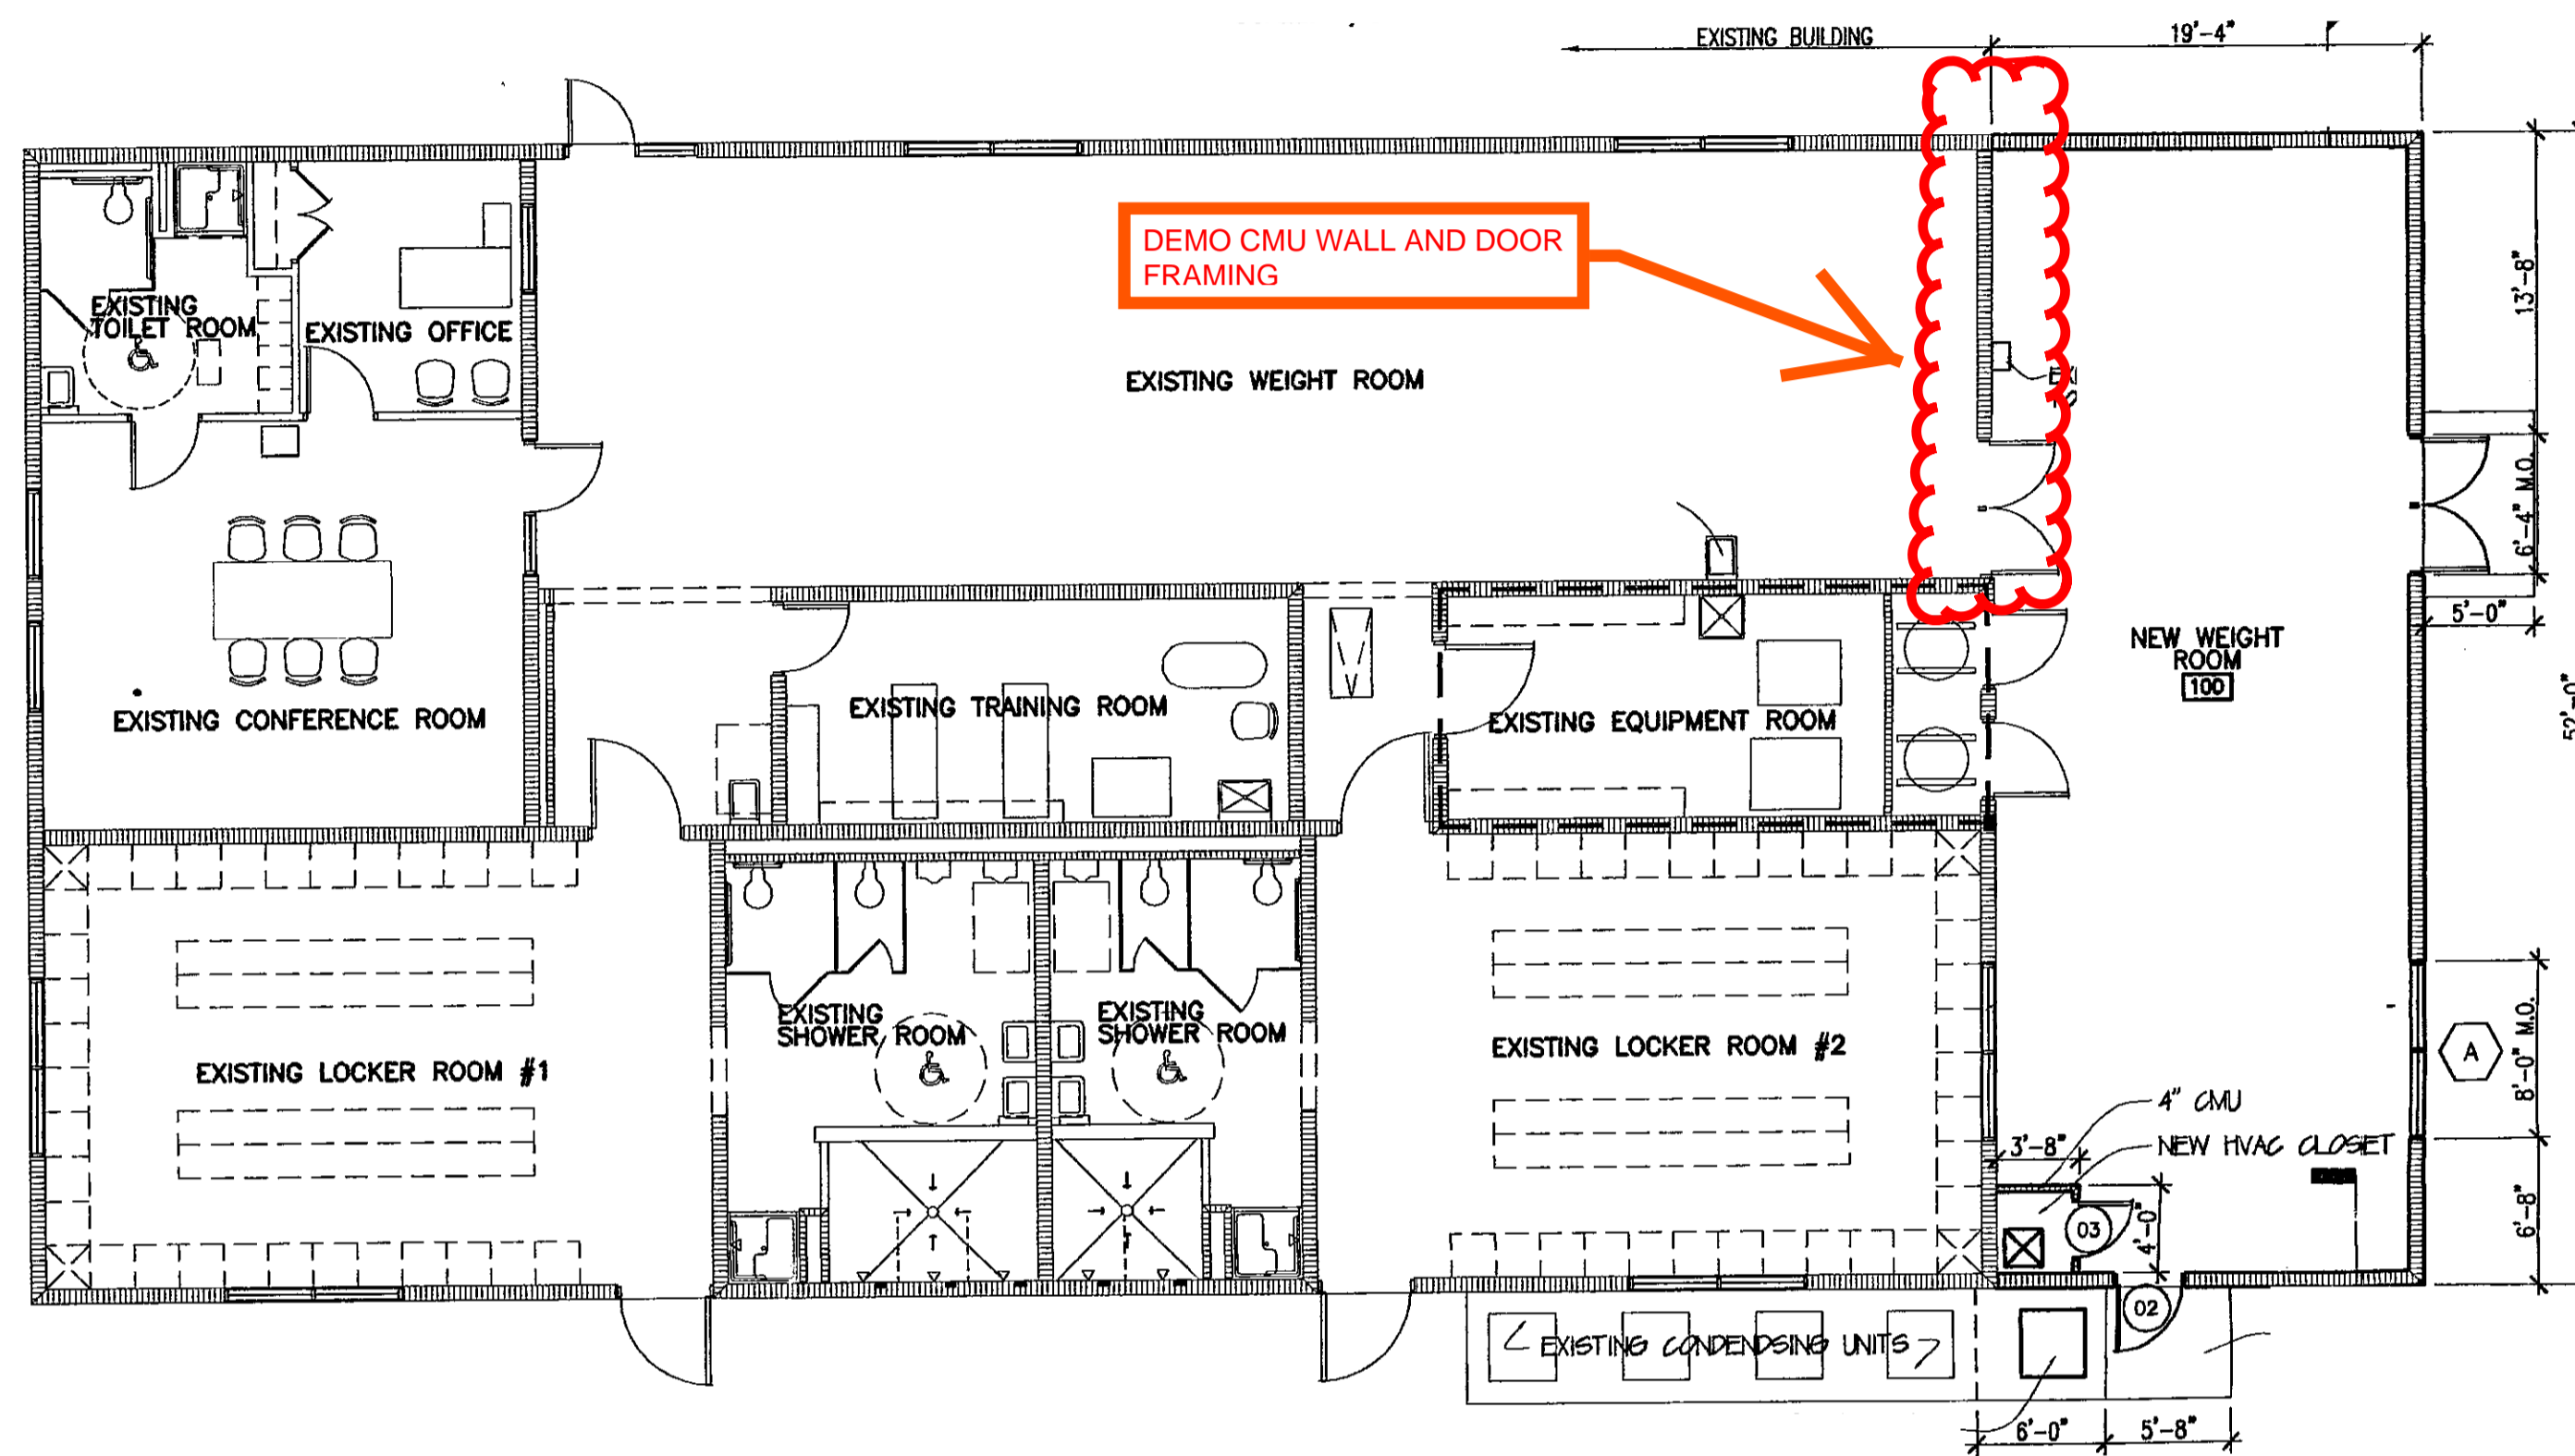 EXISTING BUILDING
19'-4"
DEMO CMU WALL AND DOOR
FRAMING
13'-8"
EXISTING
TOILET ROOM
EXISTING OFFICE
EXISTING WEIGHT ROOM
6'-4" M.O.
5'-0"
NEW WEIGHT
ROOM
100
52'-0"
EXISTING CONFERENCE ROOM
EXISTING TRAINING ROOM
EXISTING EQUIPMENT ROOM
EXISTING
SHOWER ROOM
EXISTING
SHOWER ROOM
EXISTING LOCKER ROOM #1
EXISTING LOCKER ROOM #2
A
8'-0" M.O.
4" CMU
3'-8"
NEW HVAC CLOSET
6'-8"
03
4'-0"
02
EXISTING CONDENDSING UNITS
6'-0"
5'-8"